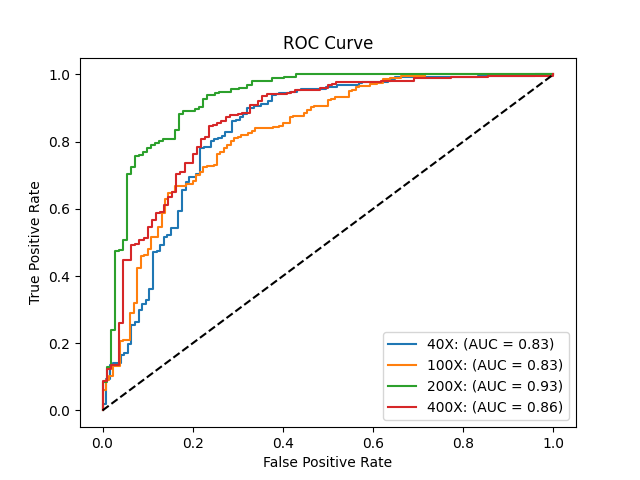 ROC Curve
True Positive Rate
1.0
0.8
0.6
0.4
0.2
0.0
40X: (AUC = 0.83)
100X: (AUC = 0.83)
200X: (AUC = 0.93)
400X: (AUC = 0.86)
0.0 0.2 0.4 0.6 0.8 1.0
False Positive Rate